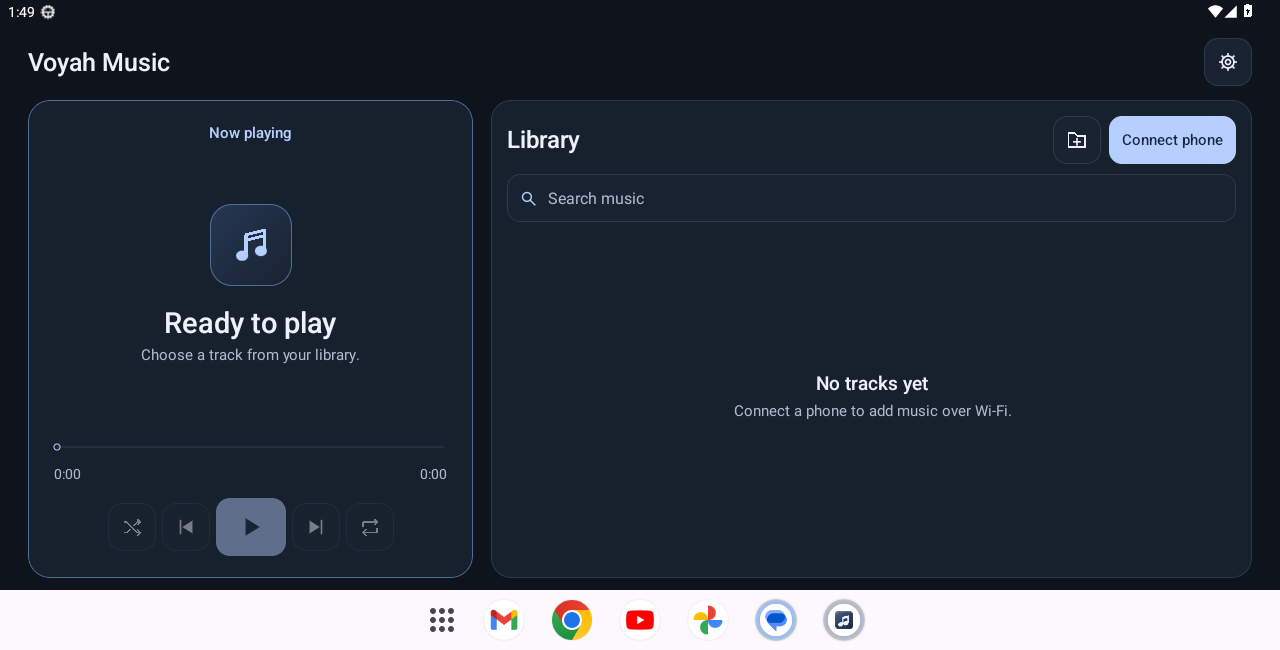 1:49
Voyah Music
Now playing
Ready to play
Choose a track from your library.
0:00
0:00
Library
Connect phone
Search music
No tracks yet
Connect a phone to add music over Wi-Fi.